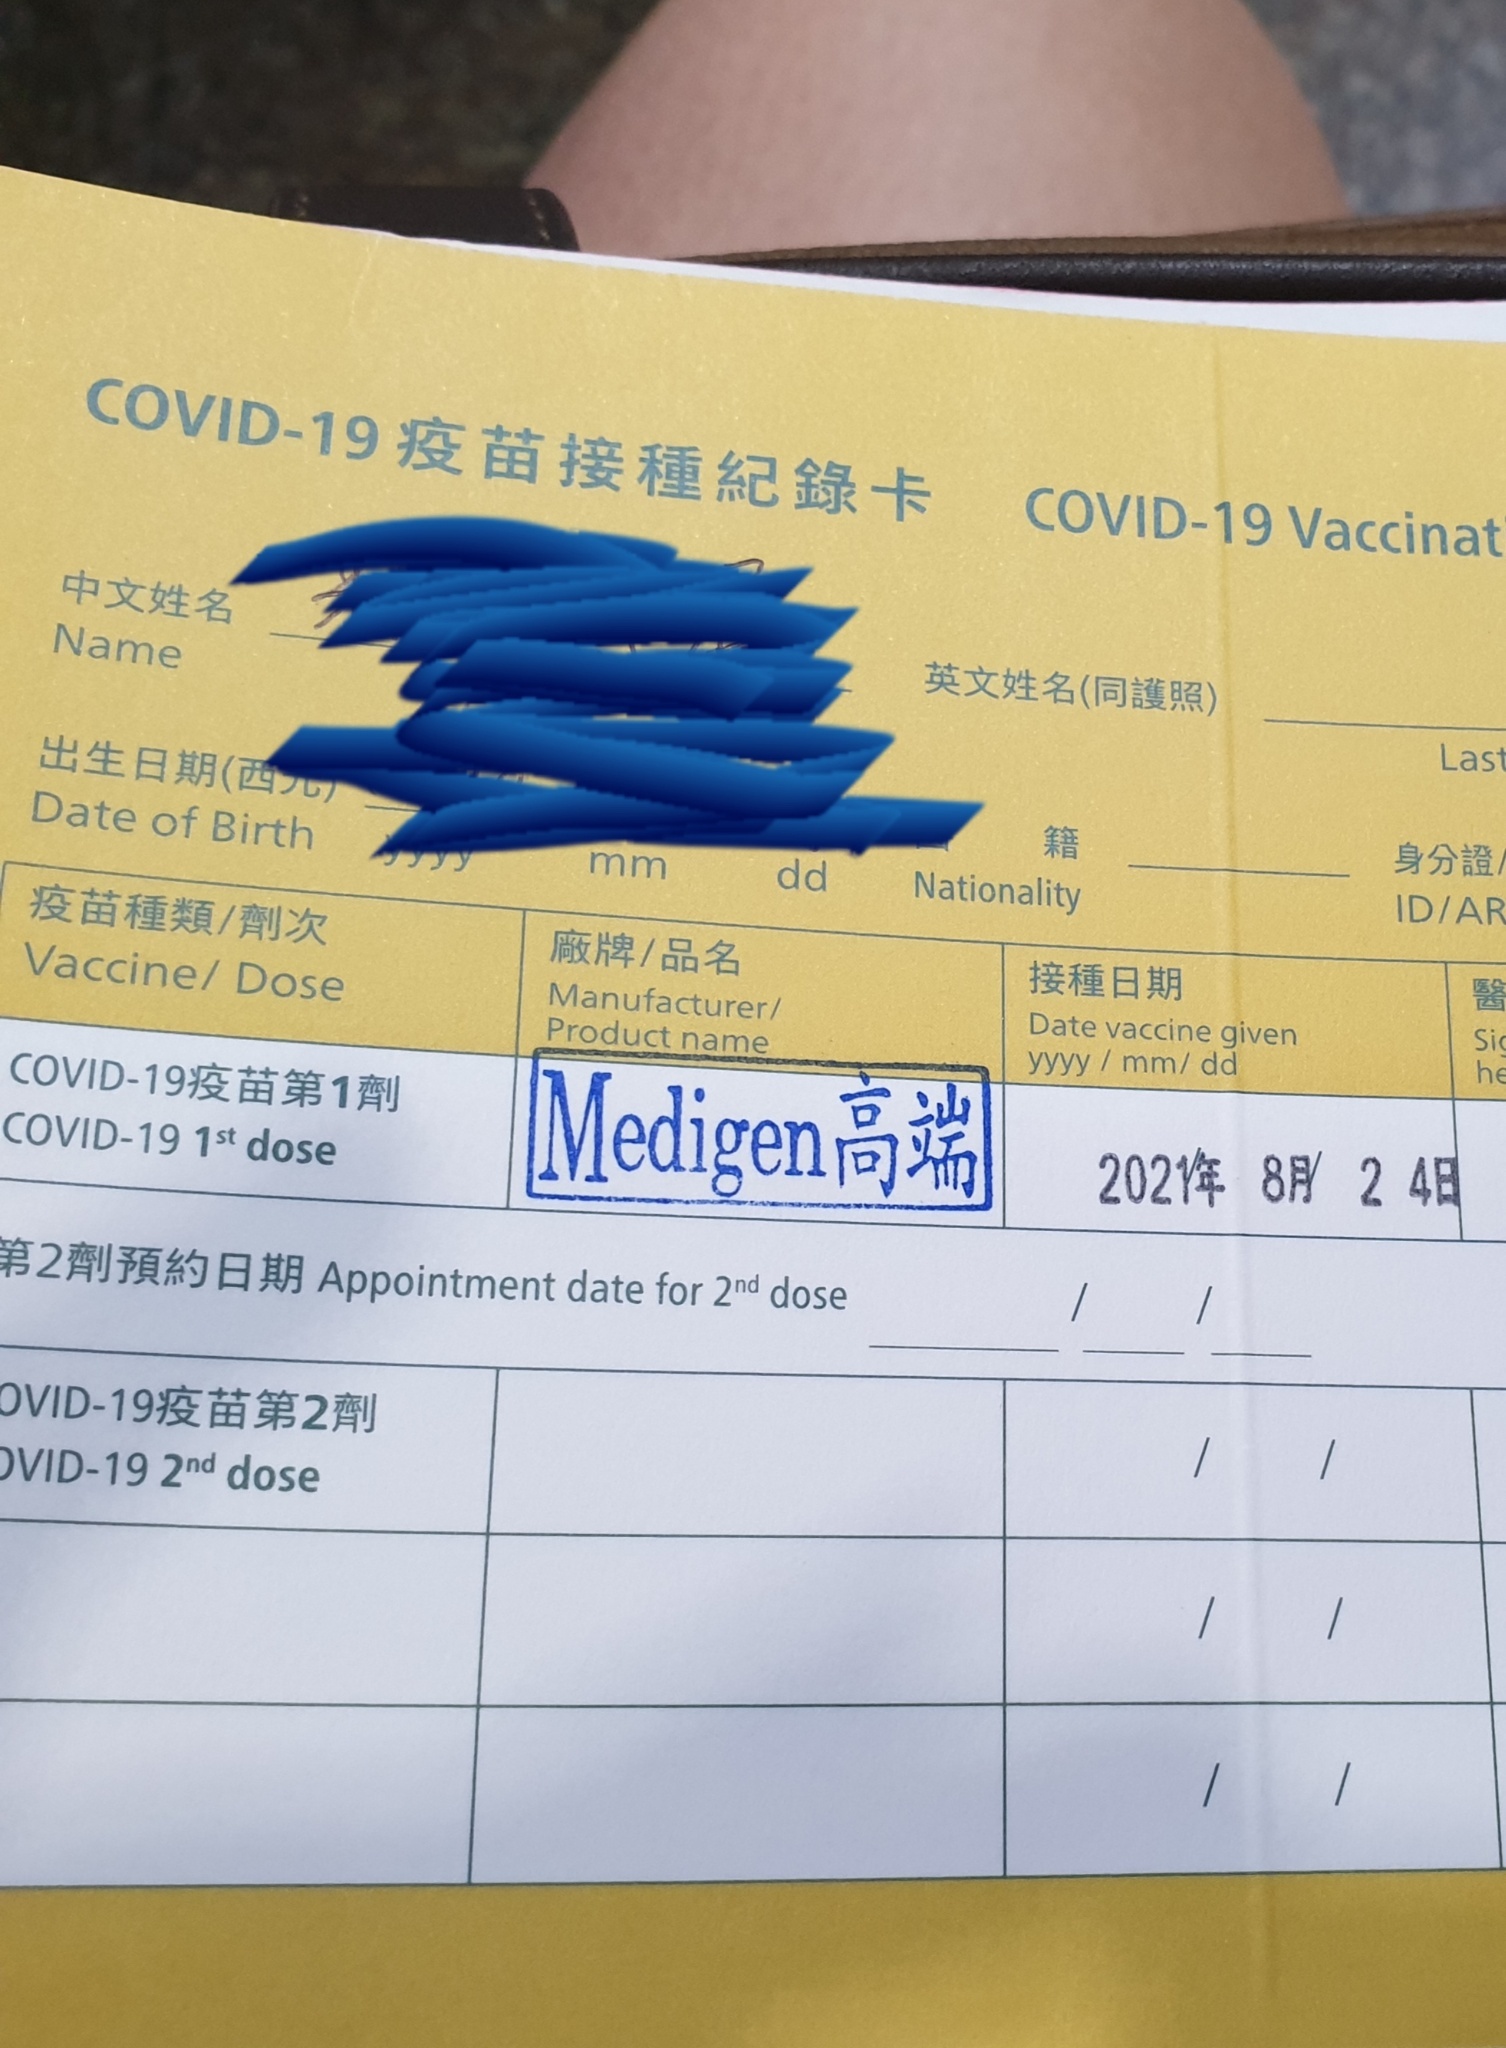 COVID-19疫苗接種紀錄卡 COVID-19 Vaccinat
中文姓名
Name
英文姓名(同護照)
Last
出生日期(西元)
Date of Birth
yyyy mm dd
籍
Nationality
身分證/
ID/AR
疫苗種類/劑次
Vaccine/ Dose
廠牌/品名
Manufacturer/
Product name
接種日期
Date vaccine given
yyyy / mm/ dd
醫
Sig
he
COVID-19疫苗第1劑
COVID-19 1st dose
Medigen高端
2021年 8月 2 4日
第2劑預約日期 Appointment date for 2nd dose / /
OVID-19疫苗第2劑
OVID-19 2nd dose
/ /
/ /
/ /